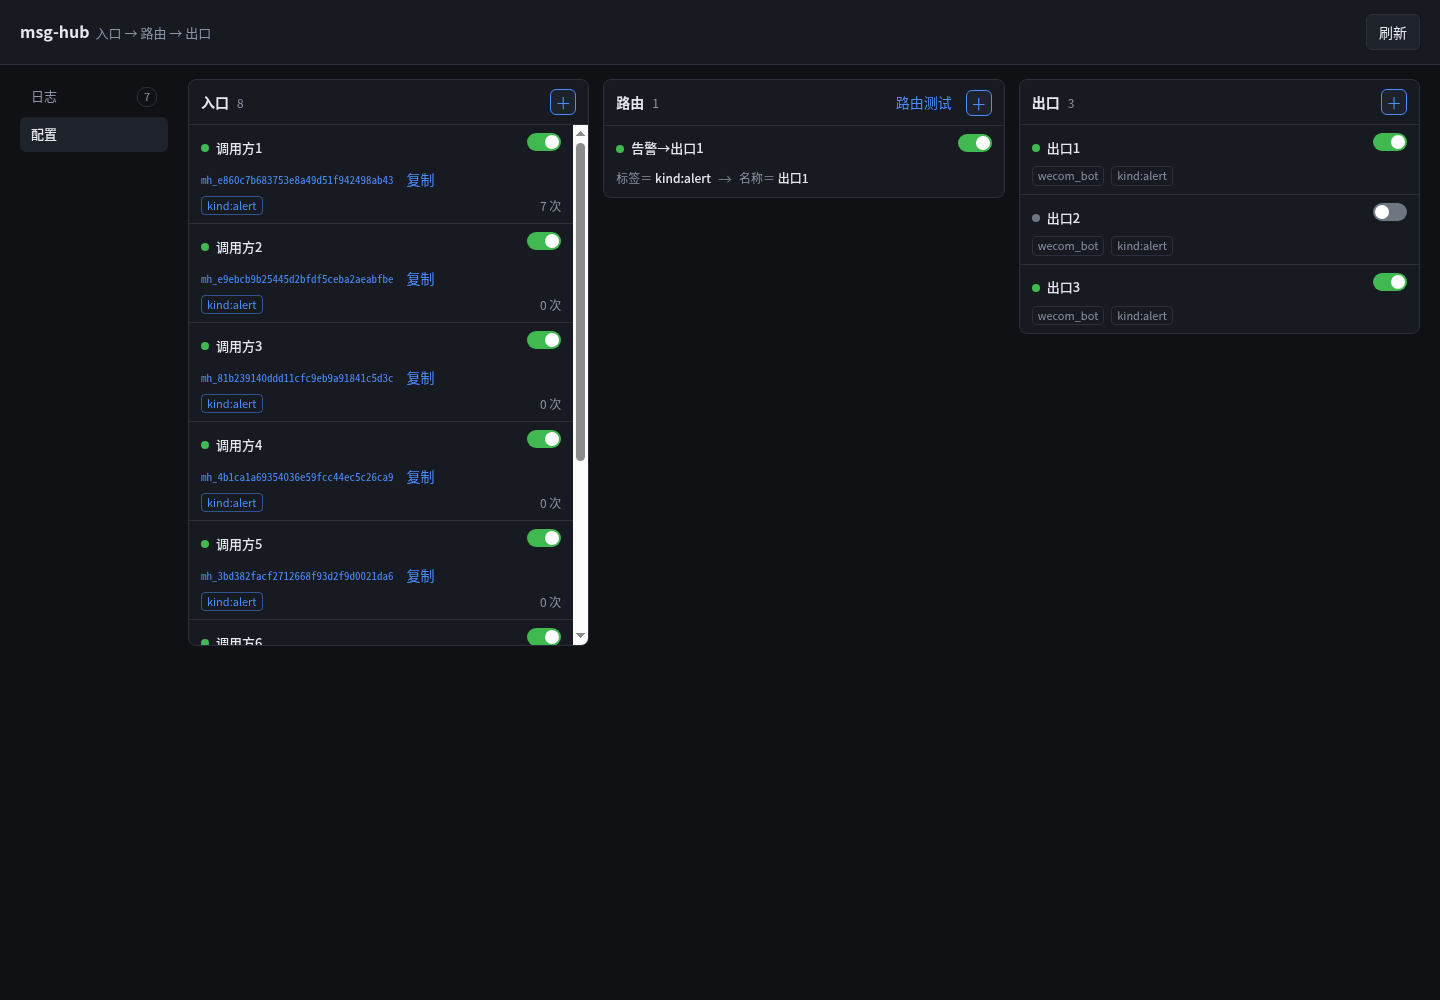 msg-hub 入口 → 路由 → 出口
刷新
日志 7
配置
入口 8
调用方1
mh_e860c7b683753e8a49d51f942498ab43 复制
kind:alert 7 次
调用方2
mh_e9ebcb9b25445d2bfdf5ceba2aeabfbe 复制
kind:alert 0 次
调用方3
mh_81b239140ddd11cfc9eb9a91841c5d3c 复制
kind:alert 0 次
调用方4
mh_4b1ca1a69354036e59fcc44ec5c26ca9 复制
kind:alert 0 次
调用方5
mh_3bd382facf2712668f93d2f9d0021da6 复制
kind:alert 0 次
调用方6
路由 1 路由测试
告警→出口1
标签= kind:alert → 名称= 出口1
出口 3
出口1
wecom_bot kind:alert
出口2
wecom_bot kind:alert
出口3
wecom_bot kind:alert